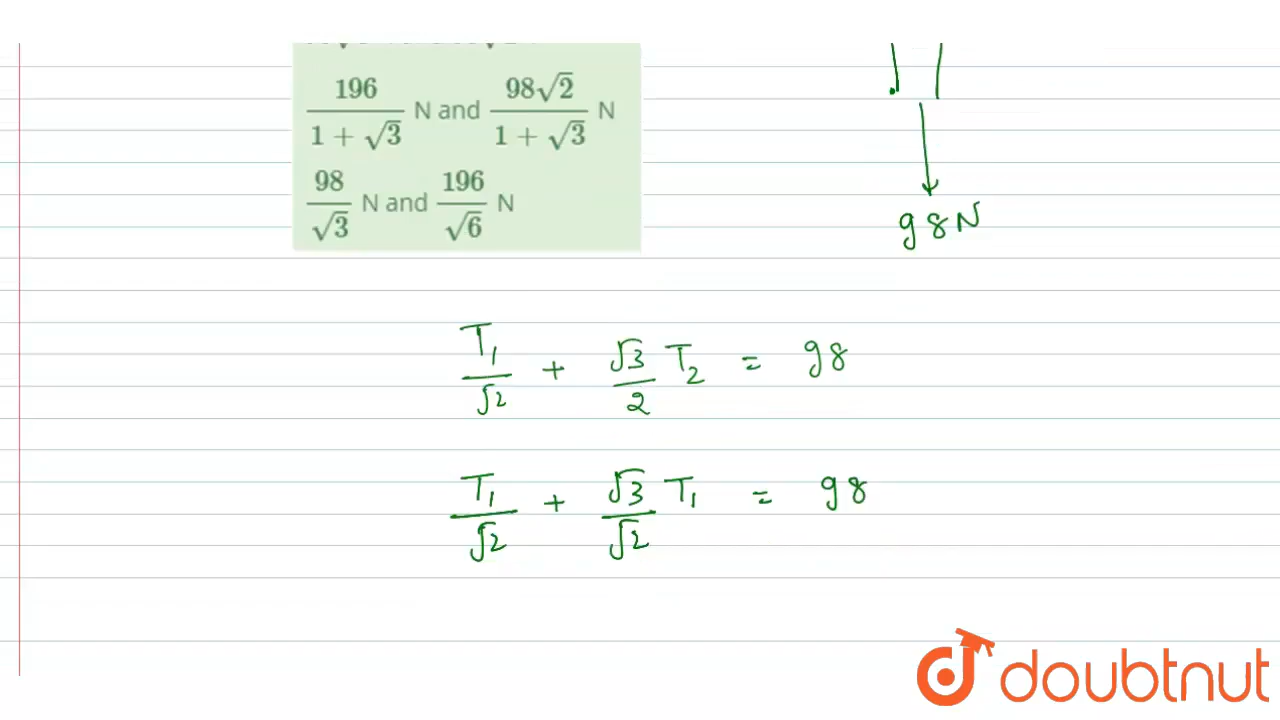 196/(1 + √3) N and 98√2/(1 + √3) N
98/√3 N and 196/√6 N
98N
T₁/√2 + √3/2 T₂ = 98
T₁/√2 + √3/√2 T₁ = 98
doubtnut